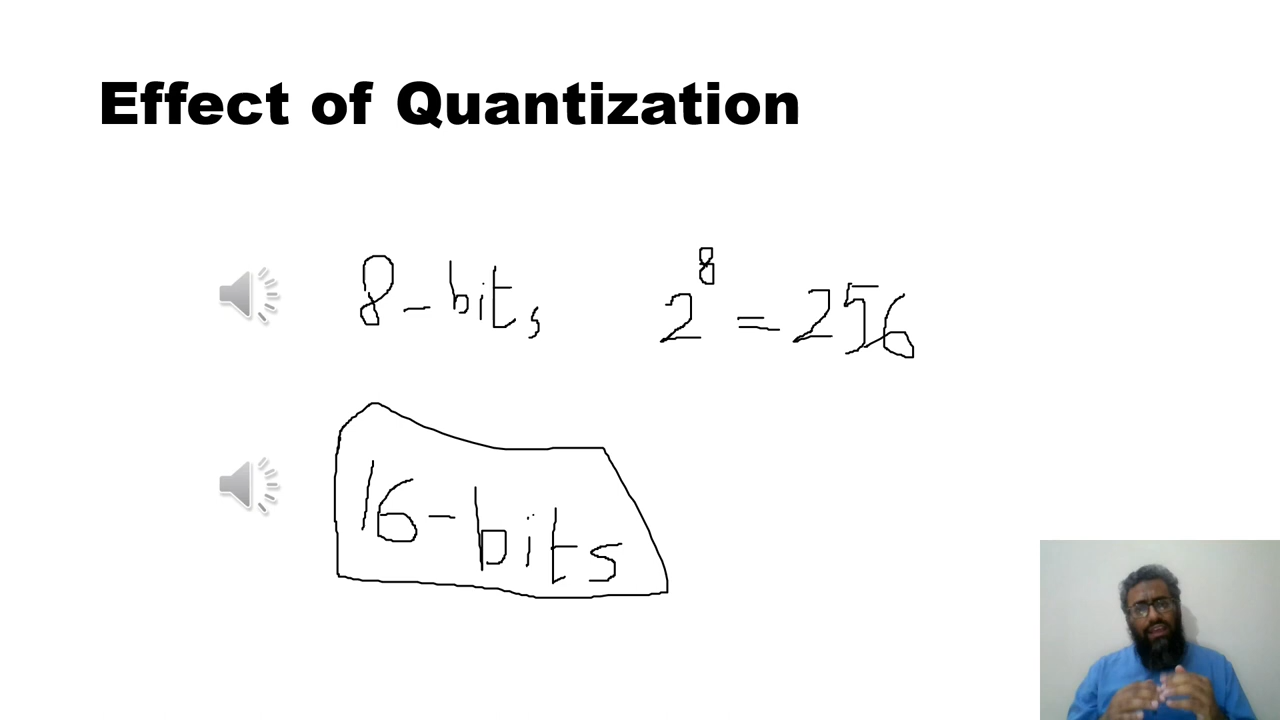 Effect of Quantization
8-bits 2^8 = 256
16-bits